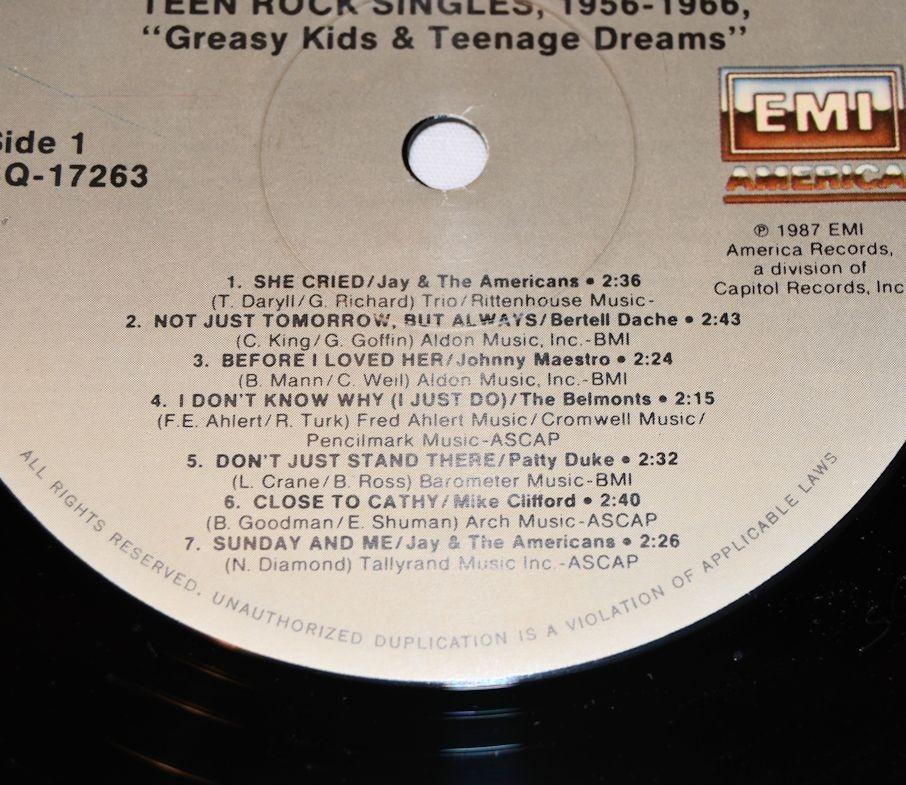 TEEN ROCK SINGLES, 1956-1966,
“Greasy Kids & Teenage Dreams”
Side 1
Q-17263
EMI
AMERICA
℗ 1987 EMI
America Records,
a division of
Capitol Records, Inc
1. SHE CRIED/Jay & The Americans • 2:36
(T. Daryll/G. Richard) Trio/Rittenhouse Music-
2. NOT JUST TOMORROW, BUT ALWAYS/Bertell Dache • 2:43
(C. King/G. Goffin) Aldon Music, Inc.-BMI
3. BEFORE I LOVED HER/Johnny Maestro • 2:24
(B. Mann/C. Weil) Aldon Music, Inc.-BMI
4. I DON'T KNOW WHY (I JUST DO)/The Belmonts • 2:15
(F.E. Ahlert/R. Turk) Fred Ahlert Music/Cromwell Music/
Pencilmark Music-ASCAP
5. DON'T JUST STAND THERE/Patty Duke • 2:32
(L. Crane/B. Ross) Barometer Music-BMI
6. CLOSE TO CATHY/Mike Clifford • 2:40
(B. Goodman/E. Shuman) Arch Music-ASCAP
7. SUNDAY AND ME/Jay & The Americans • 2:26
(N. Diamond) Tallyrand Music Inc.-ASCAP
ALL RIGHTS RESERVED. UNAUTHORIZED DUPLICATION IS A VIOLATION OF APPLICABLE LAWS